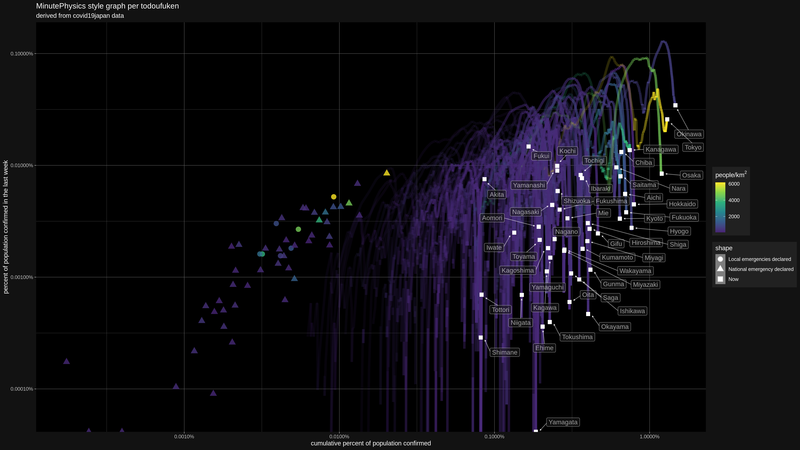 MinutePhysics style graph per todoufuken
derived from covid19japan data
percent of population confirmed in the last week
0.10000%
0.01000%
0.00100%
0.00010%
Okinawa
Tokyo
Kanagawa
Kochi
Fukui
Tochigi
Chiba
Osaka
Yamanashi
Ibaraki
Saitama
Nara
Akita
Shizuoka
Fukushima
Aichi
Hokkaido
Nagasaki
Mie
Aomori
Kyoto
Fukuoka
Nagano
Hyogo
Iwate
Gifu
Hiroshima
Shiga
Toyama
Kumamoto
Miyagi
Kagoshima
Wakayama
Yamaguchi
Gunma
Miyazaki
Oita
Saga
Tottori
Kagawa
Ishikawa
Niigata
Okayama
Tokushima
Ehime
Shimane
Yamagata
0.0010%
0.0100%
0.1000%
1.0000%
cumulative percent of population confirmed
people/km²
6000
4000
2000
shape
Local emergencies declared
National emergency declared
Now